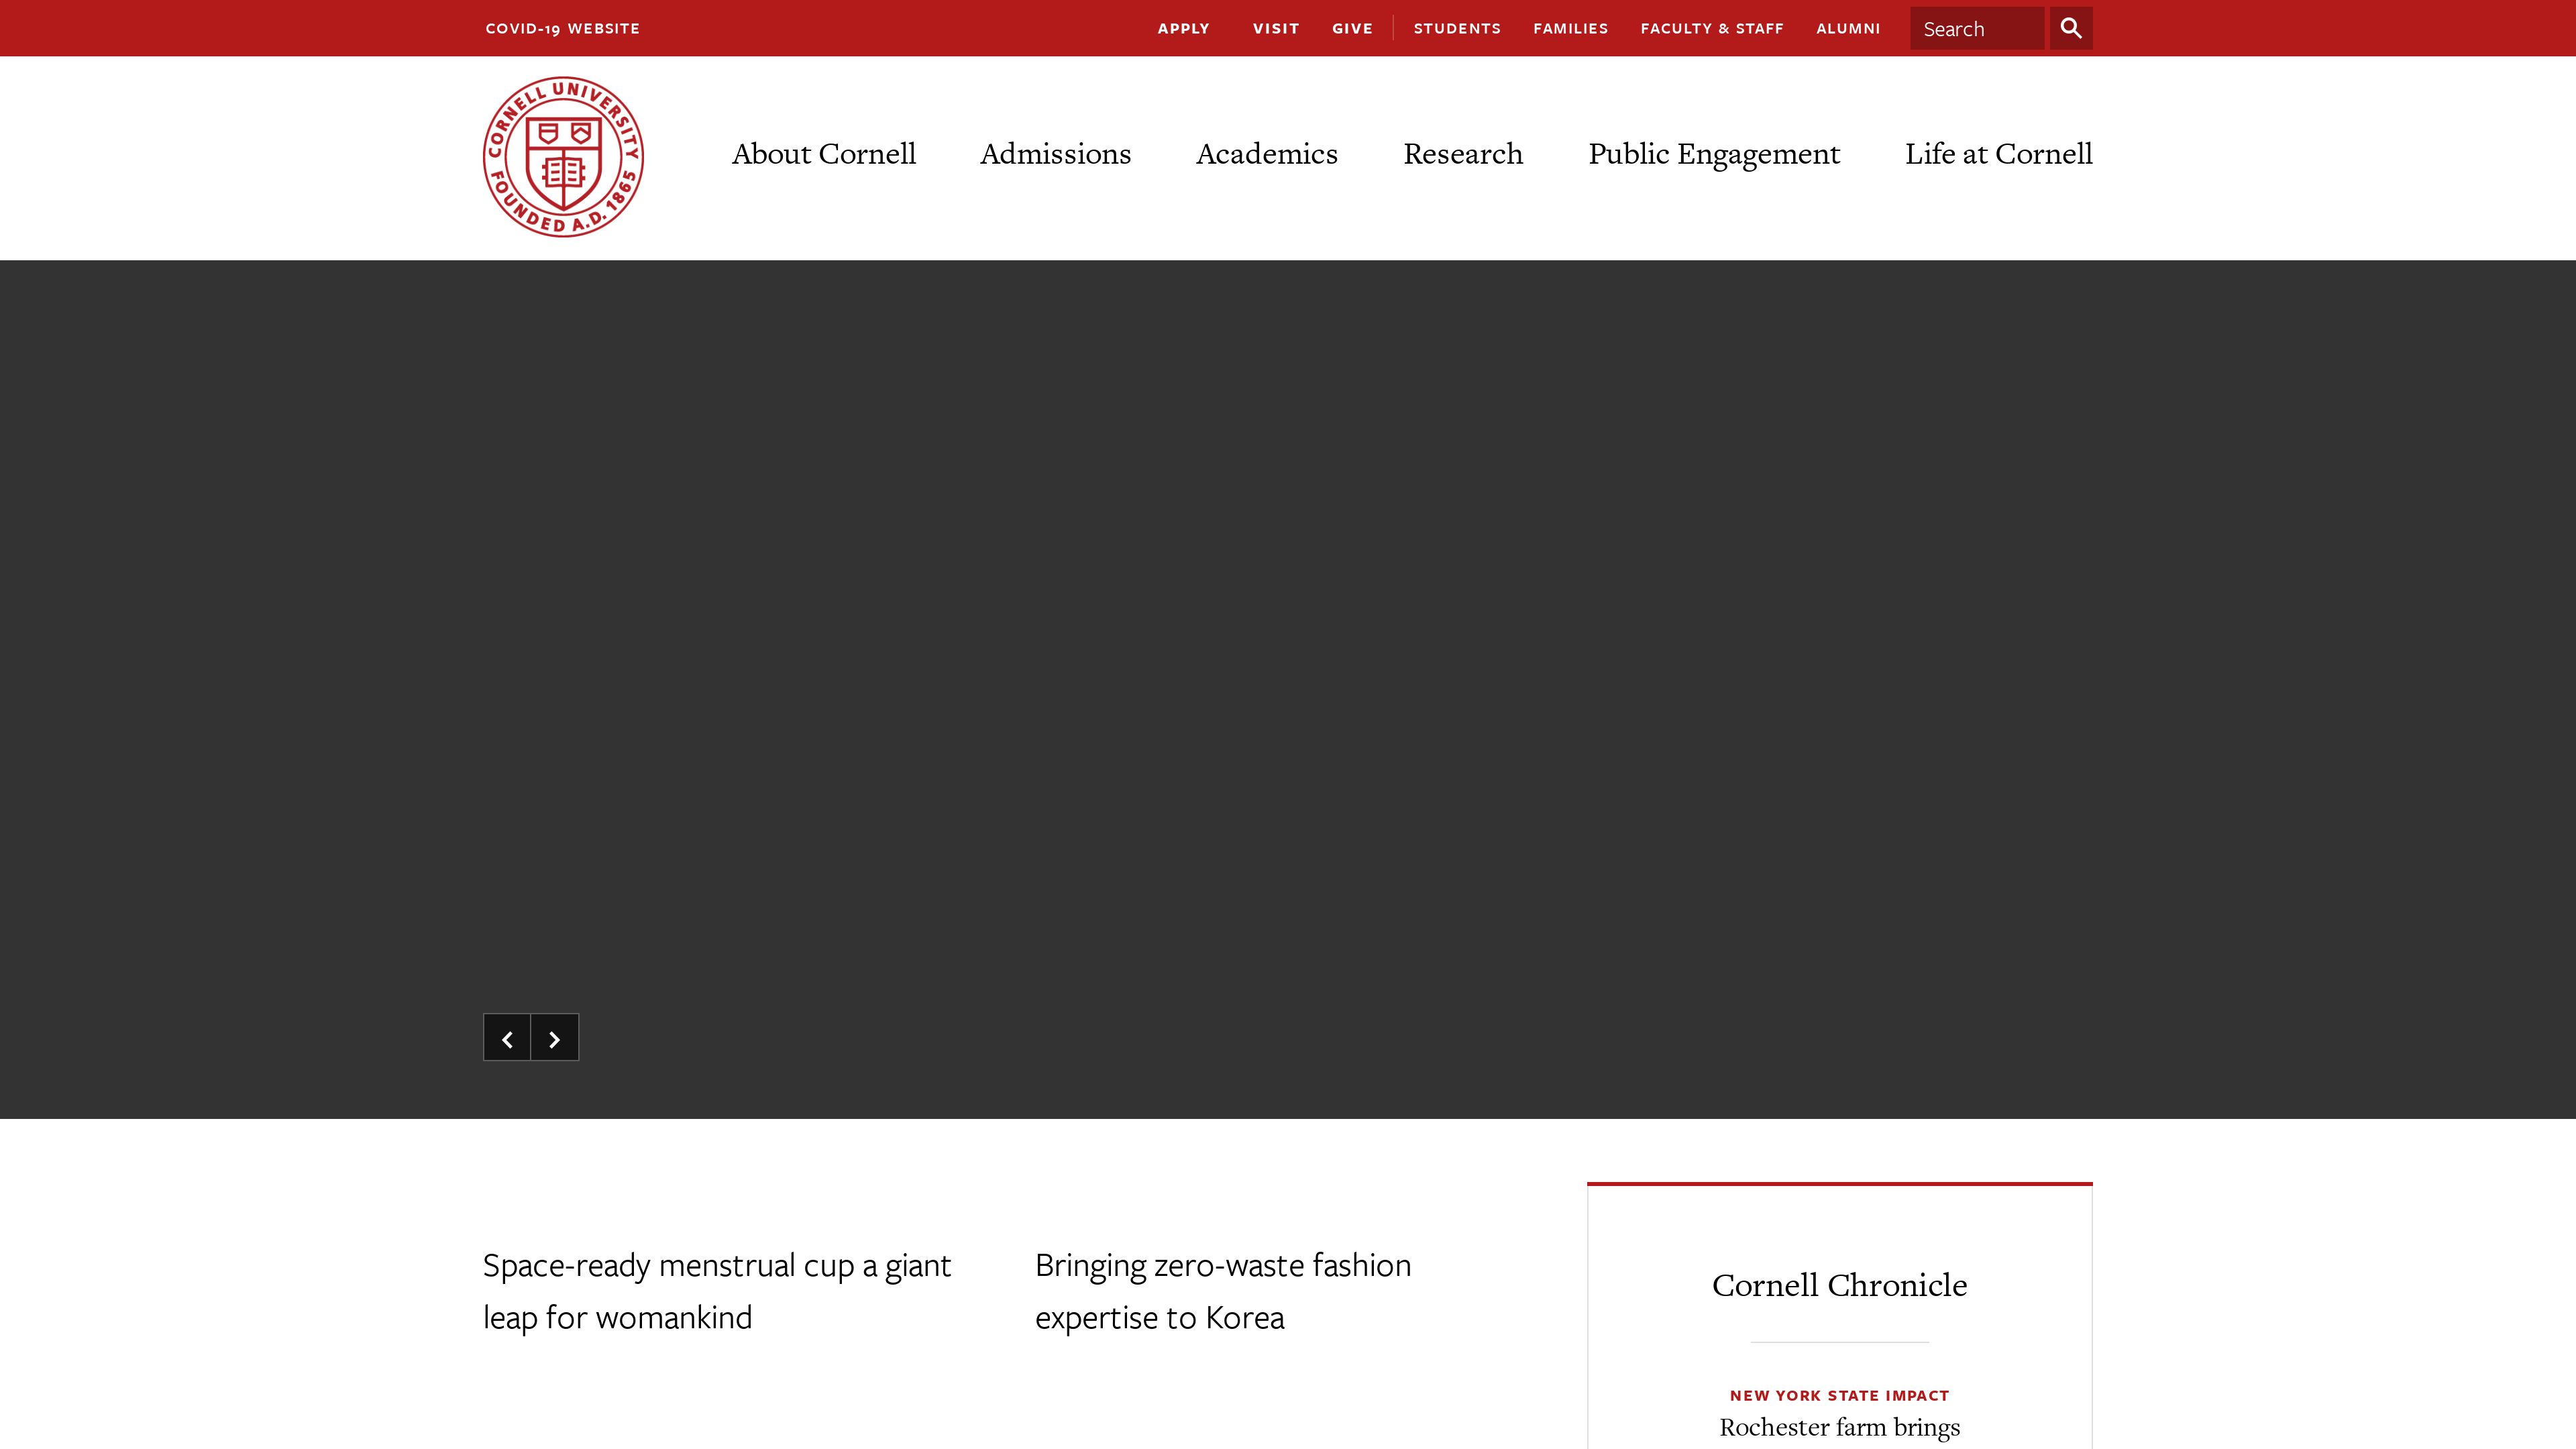 COVID-19 WEBSITE
APPLY VISIT GIVE STUDENTS FAMILIES FACULTY & STAFF ALUMNI Search
CORNELL UNIVERSITY
FOUNDED A.D. 1865
About Cornell Admissions Academics Research Public Engagement Life at Cornell
Space-ready menstrual cup a giant
leap for womankind
Bringing zero-waste fashion
expertise to Korea
Cornell Chronicle
NEW YORK STATE IMPACT
Rochester farm brings